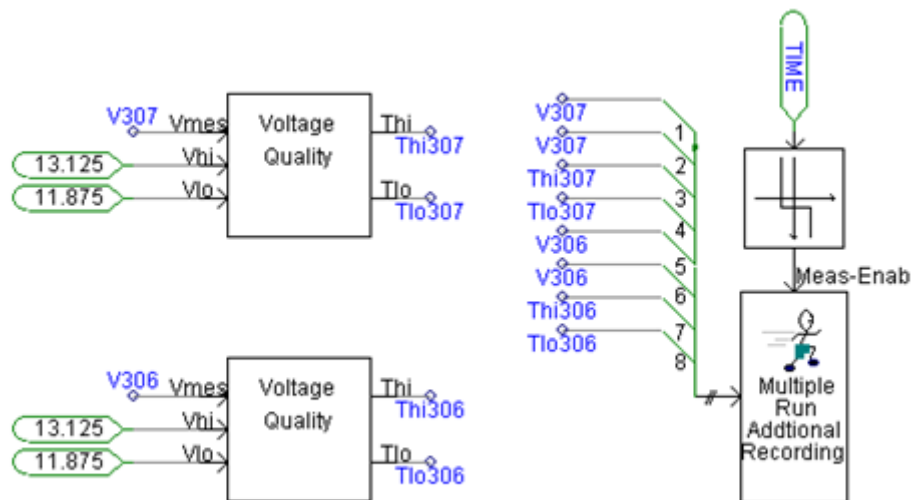 V307
Vmes
13.125
Vhi
11.875
Vlo
Voltage
Quality
Thi
Thi307
Tlo
Tlo307
V306
Vmes
13.125
Vhi
11.875
Vlo
Voltage
Quality
Thi
Thi306
Tlo
Tlo306
V307
1
V307
2
Thi307
3
Tlo307
4
V306
5
V306
6
Thi306
7
Tlo306
8
TIME
Meas-Enab
Multiple
Run
Addtional
Recording